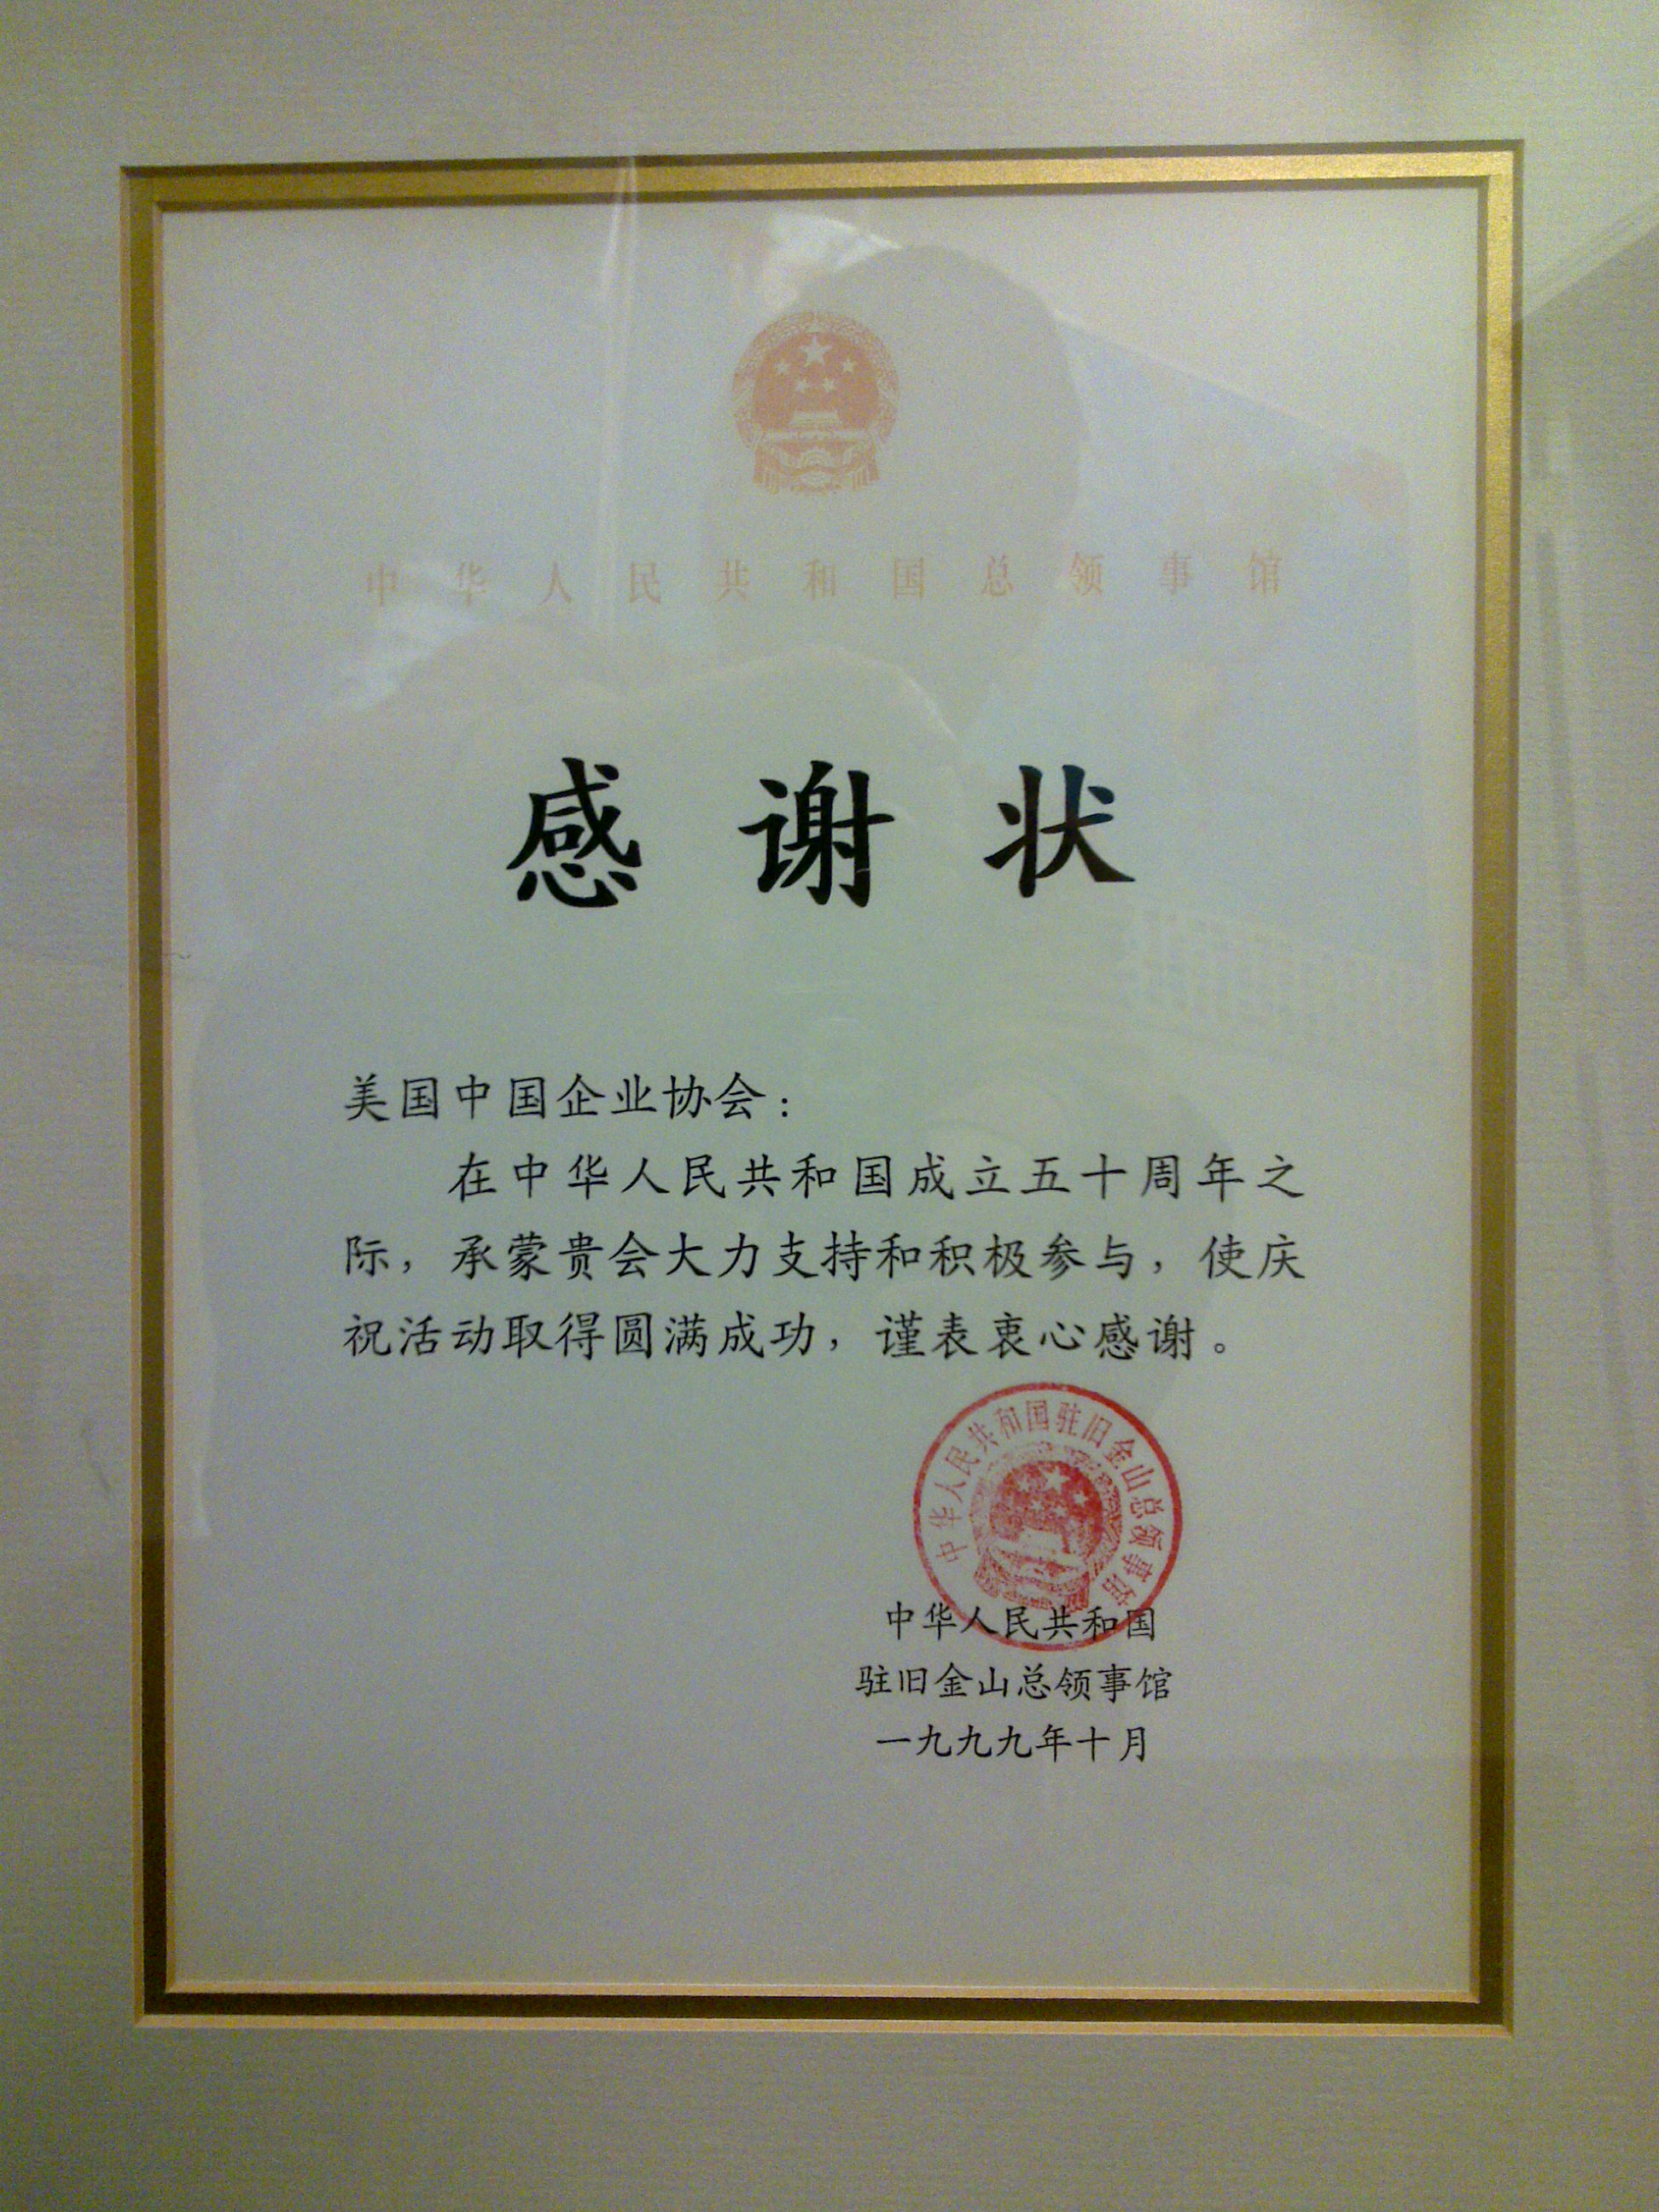 中华人民共和国总领事馆
感谢状
美国中国企业协会：
在中华人民共和国成立五十周年之
际，承蒙贵会大力支持和积极参与，使庆
祝活动取得圆满成功，谨表衷心感谢。
中华人民共和国驻旧金山总领事馆
中华人民共和国
驻旧金山总领事馆
一九九九年十月